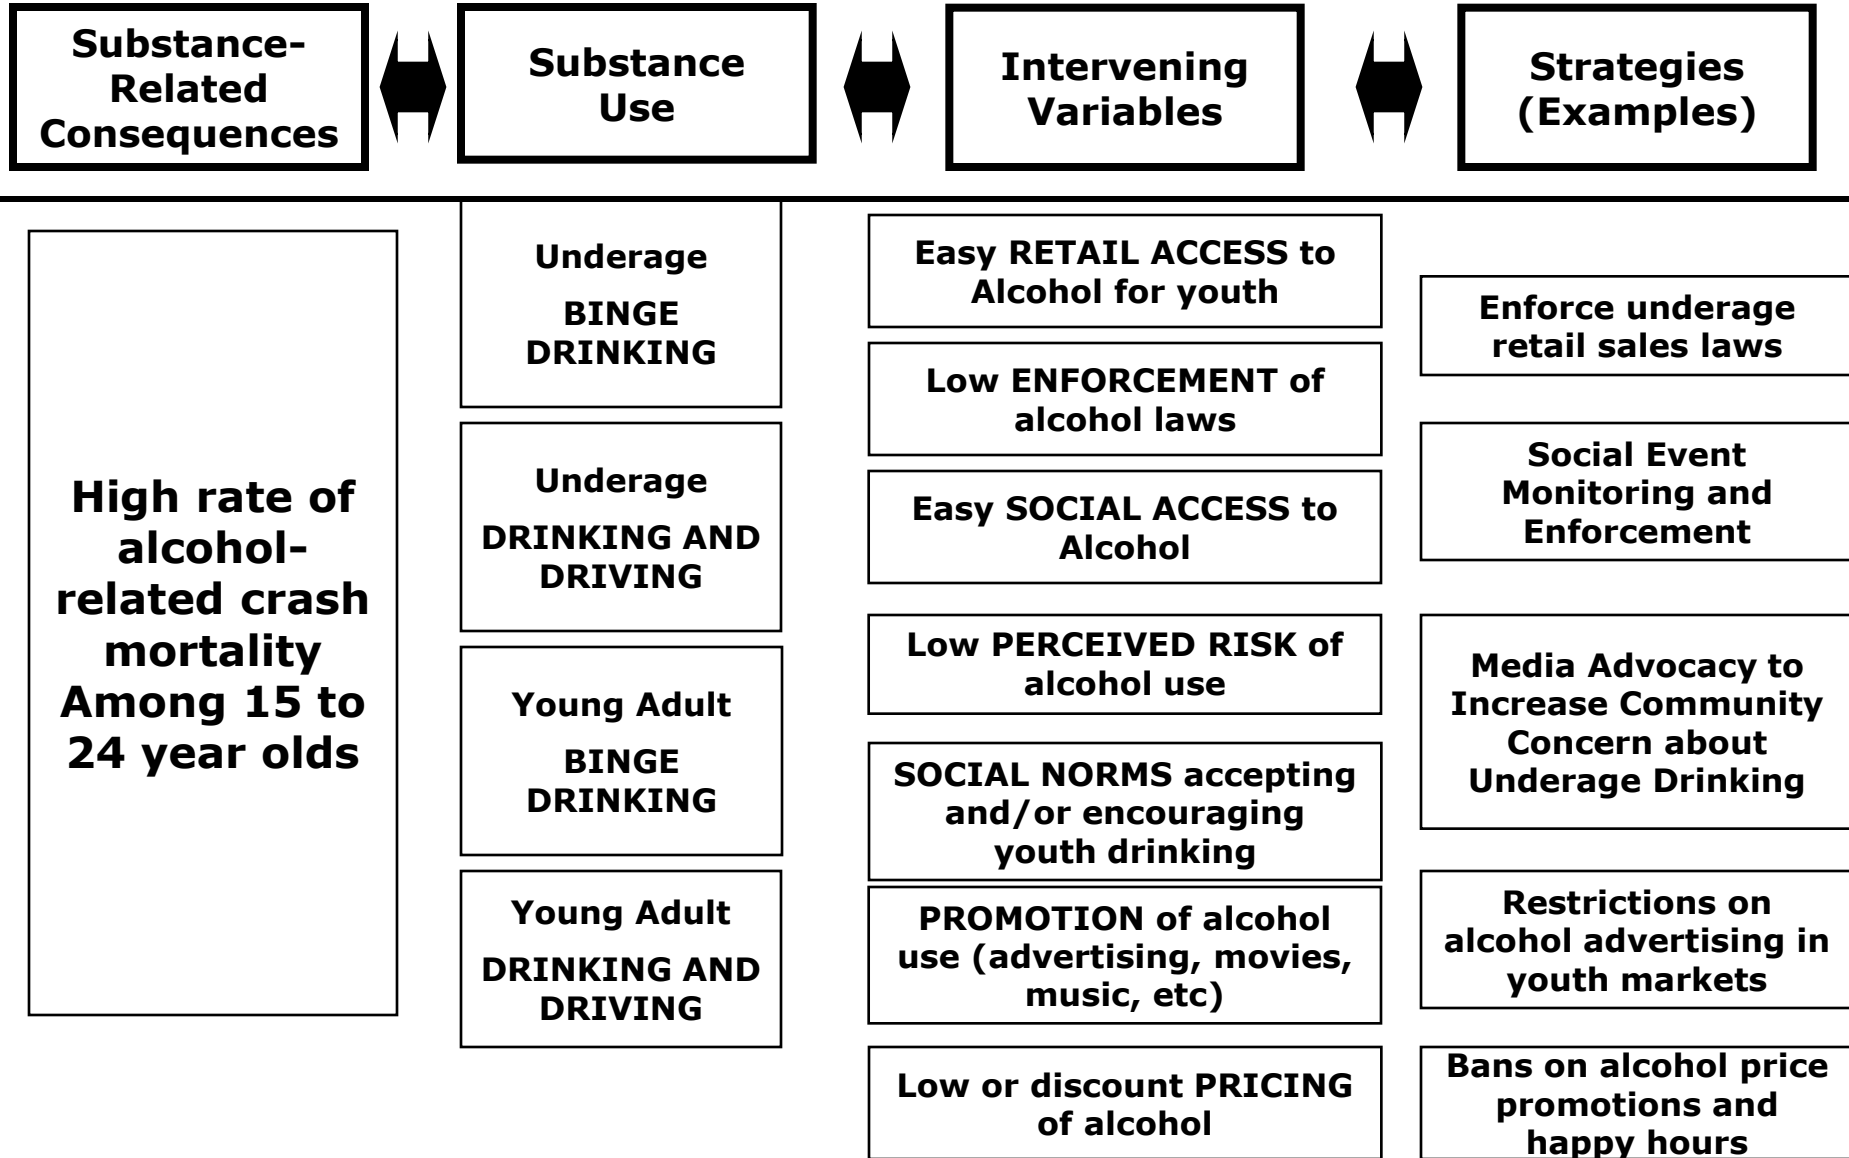 Substance-
Related
Consequences
Substance
Use
Intervening
Variables
Strategies
(Examples)
High rate of
alcohol-
related crash
mortality
Among 15 to
24 year olds
Underage
BINGE
DRINKING
Underage
DRINKING AND
DRIVING
Young Adult
BINGE
DRINKING
Young Adult
DRINKING AND
DRIVING
Easy RETAIL ACCESS to
Alcohol for youth
Low ENFORCEMENT of
alcohol laws
Easy SOCIAL ACCESS to
Alcohol
Low PERCEIVED RISK of
alcohol use
SOCIAL NORMS accepting
and/or encouraging
youth drinking
PROMOTION of alcohol
use (advertising, movies,
music, etc)
Low or discount PRICING
of alcohol
Enforce underage
retail sales laws
Social Event
Monitoring and
Enforcement
Media Advocacy to
Increase Community
Concern about
Underage Drinking
Restrictions on
alcohol advertising in
youth markets
Bans on alcohol price
promotions and
happy hours